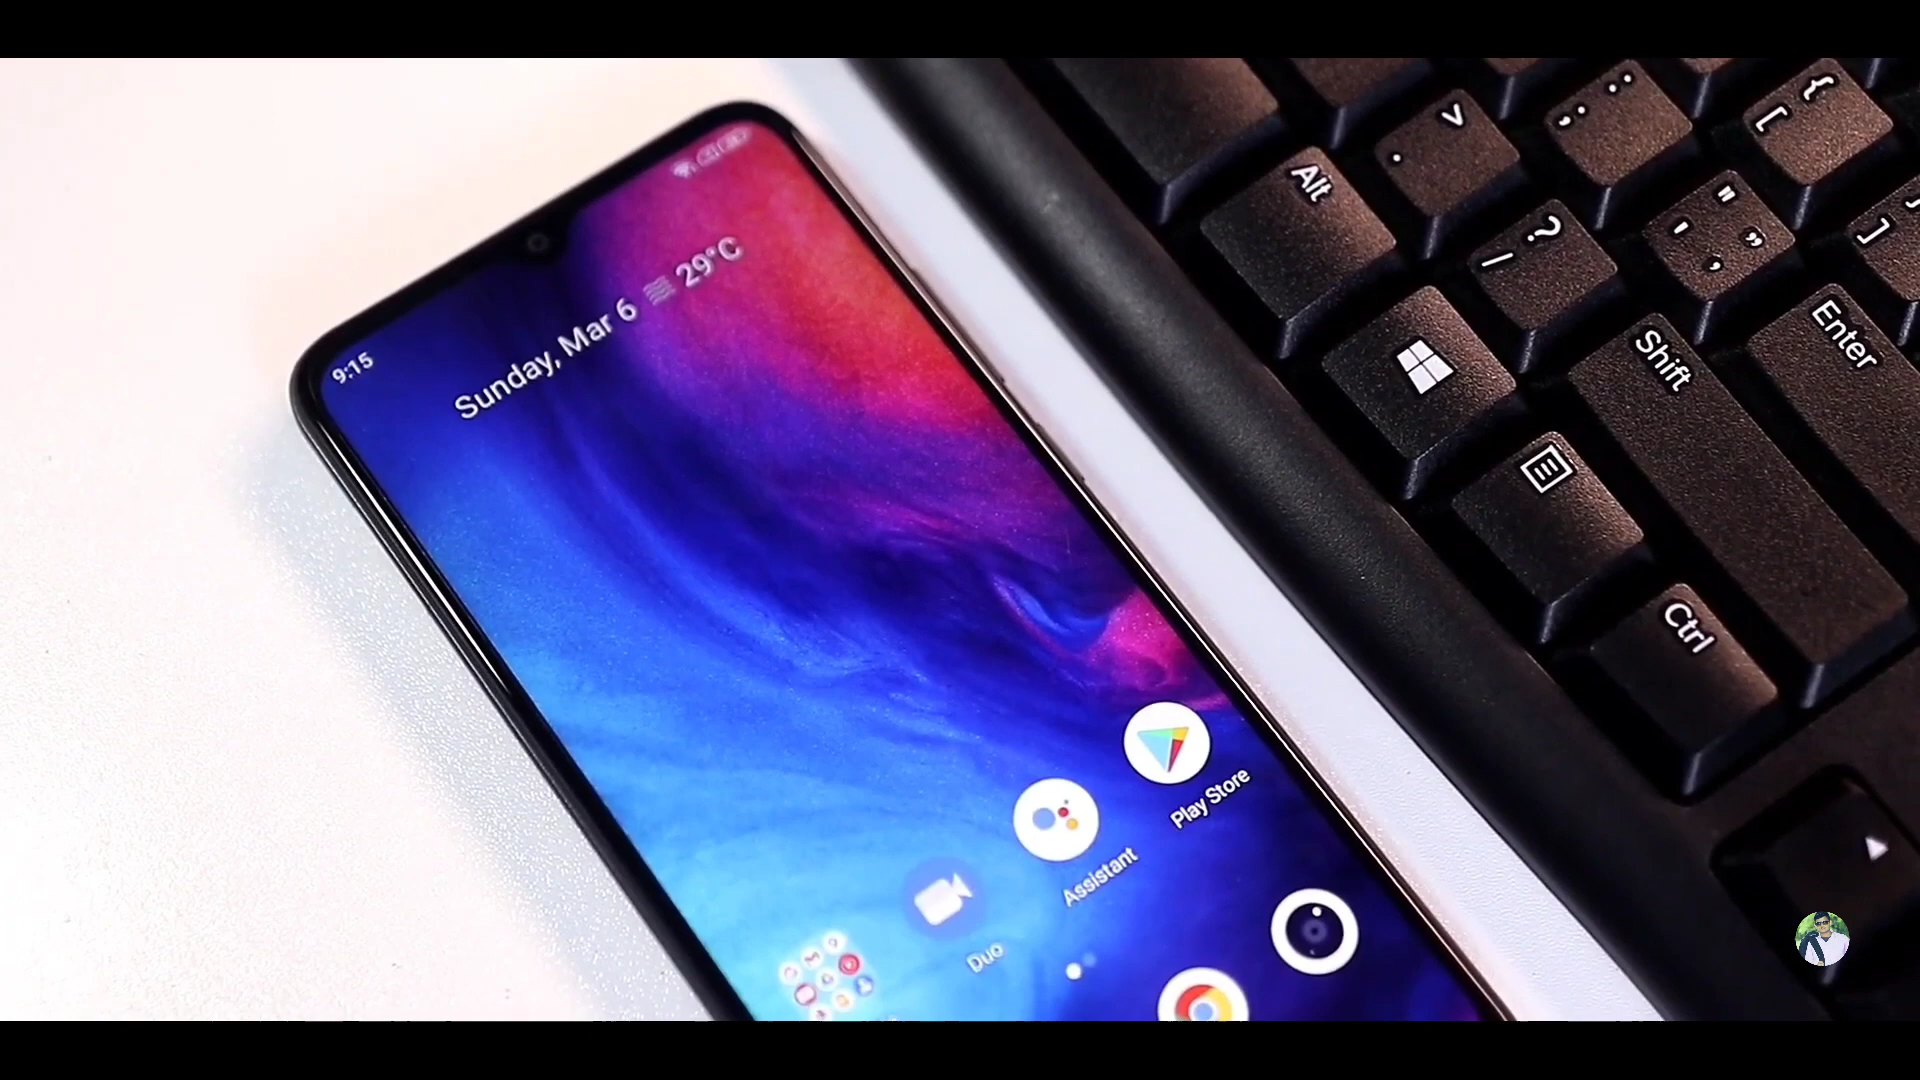 9:15
Sunday, Mar 6 29°C
Play Store
Assistant
Duo
Alt
. >
; :
[ {
/ ?
' "
, ”
]
Shift
Enter
Ctrl